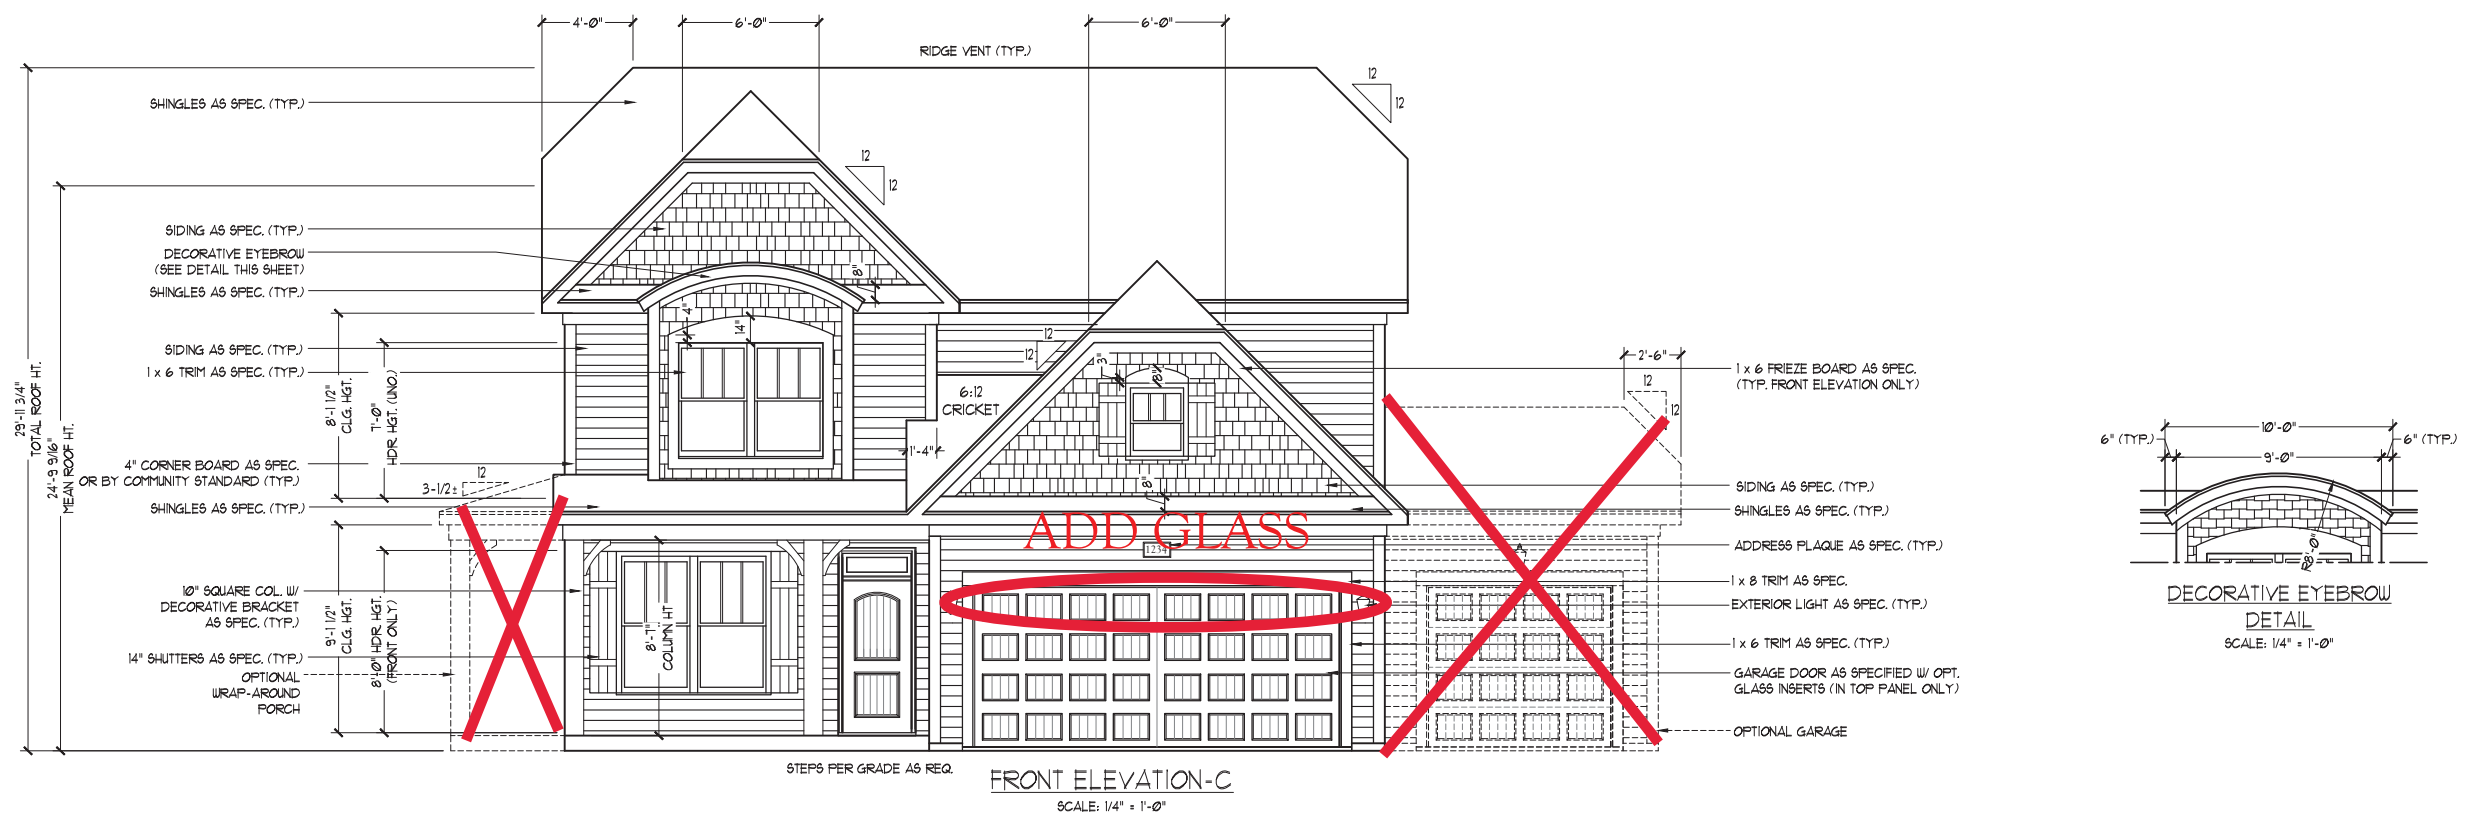 4'-0"
6'-0"
6'-0"
RIDGE VENT (TYP.)
12
12
SHINGLES AS SPEC. (TYP.)
12
12
SIDING AS SPEC. (TYP.)
DECORATIVE EYEBROW
(SEE DETAIL THIS SHEET)
SHINGLES AS SPEC. (TYP.)
8"
4"
14"
SIDING AS SPEC. (TYP.)
1 x 6 TRIM AS SPEC. (TYP.)
29'-11 3/4"
TOTAL ROOF HT.
24'-9 9/16"
MEAN ROOF HT.
8'-1 1/2"
CLG. HGT.
7'-0"
HDR. HGT. (UNO.)
12
12
6:12
CRICKET
1'-4"
3"
8"
8"
2'-6"
12
12
1 x 6 FRIEZE BOARD AS SPEC.
(TYP. FRONT ELEVATION ONLY)
4" CORNER BOARD AS SPEC.
OR BY COMMUNITY STANDARD (TYP.)
12
3-1/2±
SHINGLES AS SPEC. (TYP.)
SIDING AS SPEC. (TYP.)
SHINGLES AS SPEC. (TYP.)
ADD GLASS
1234
ADDRESS PLAQUE AS SPEC. (TYP.)
1 x 8 TRIM AS SPEC.
EXTERIOR LIGHT AS SPEC. (TYP.)
1 x 6 TRIM AS SPEC. (TYP.)
GARAGE DOOR AS SPECIFIED W/ OPT.
GLASS INSERTS (IN TOP PANEL ONLY)
OPTIONAL GARAGE
10" SQUARE COL. W/
DECORATIVE BRACKET
AS SPEC. (TYP.)
14" SHUTTERS AS SPEC. (TYP.)
OPTIONAL
WRAP-AROUND
PORCH
9'-1 1/2"
CLG. HGT.
8'-0" HDR. HGT.
(FRONT ONLY)
8'-7"
COLUMN HT
STEPS PER GRADE AS REQ.
FRONT ELEVATION-C
SCALE: 1/4" = 1'-0"
10'-0"
6" (TYP.)
6" (TYP.)
9'-0"
R8'-0"
DECORATIVE EYEBROW
DETAIL
SCALE: 1/4" = 1'-0"